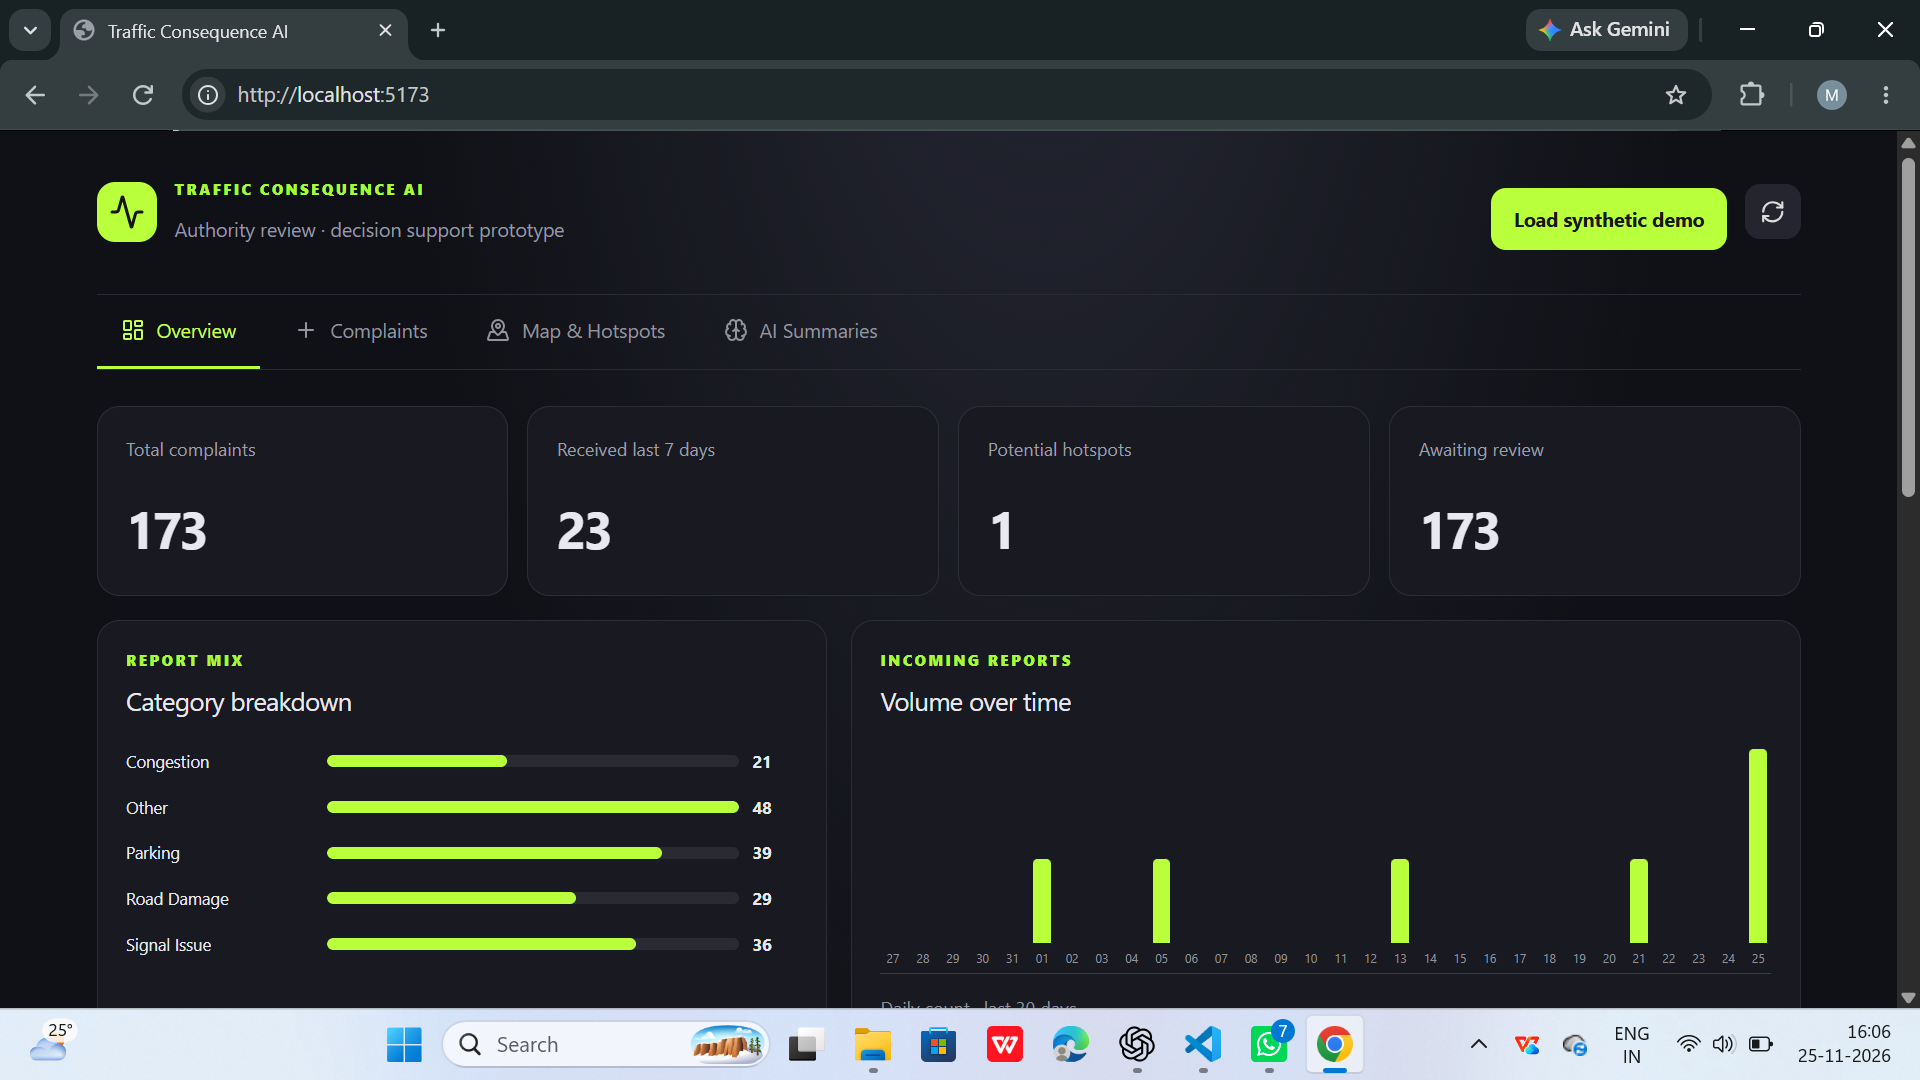 Traffic Consequence AI
Ask Gemini
http://localhost:5173
M
TRAFFIC CONSEQUENCE AI
Authority review · decision support prototype
Load synthetic demo
Overview
Complaints
Map & Hotspots
AI Summaries
Total complaints
173
Received last 7 days
23
Potential hotspots
1
Awaiting review
173
REPORT MIX
Category breakdown
Congestion 21
Other 48
Parking 39
Road Damage 29
Signal Issue 36
INCOMING REPORTS
Volume over time
27 28 29 30 31 01 02 03 04 05 06 07 08 09 10 11 12 13 14 15 16 17 18 19 20 21 22 23 24 25
Daily count · last 30 days
25°
Search
7
ENG
IN
16:06
25-11-2026